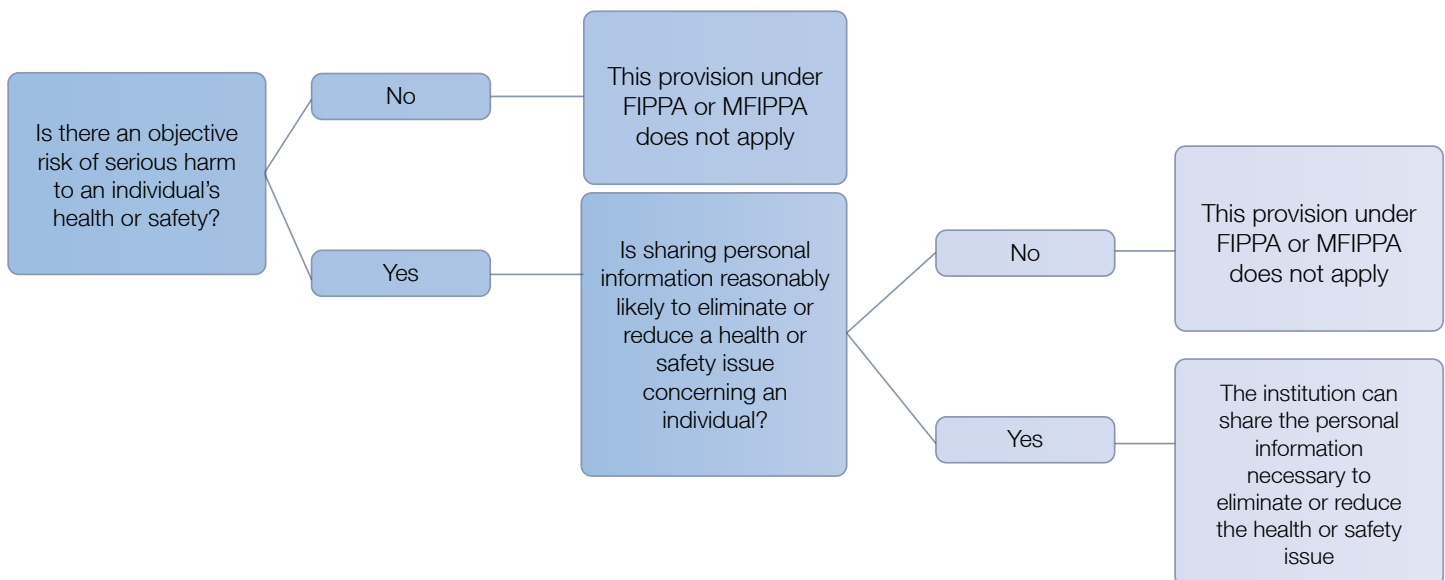 Is there an objective
risk of serious harm
to an individual's
health or safety?
No
This provision under
FIPPA or MFIPPA
does not apply
Yes
Is sharing personal
information reasonably
likely to eliminate or
reduce a health or
safety issue
concerning an
individual?
No
This provision under
FIPPA or MFIPPA
does not apply
Yes
The institution can
share the personal
information
necessary to
eliminate or reduce
the health or safety
issue